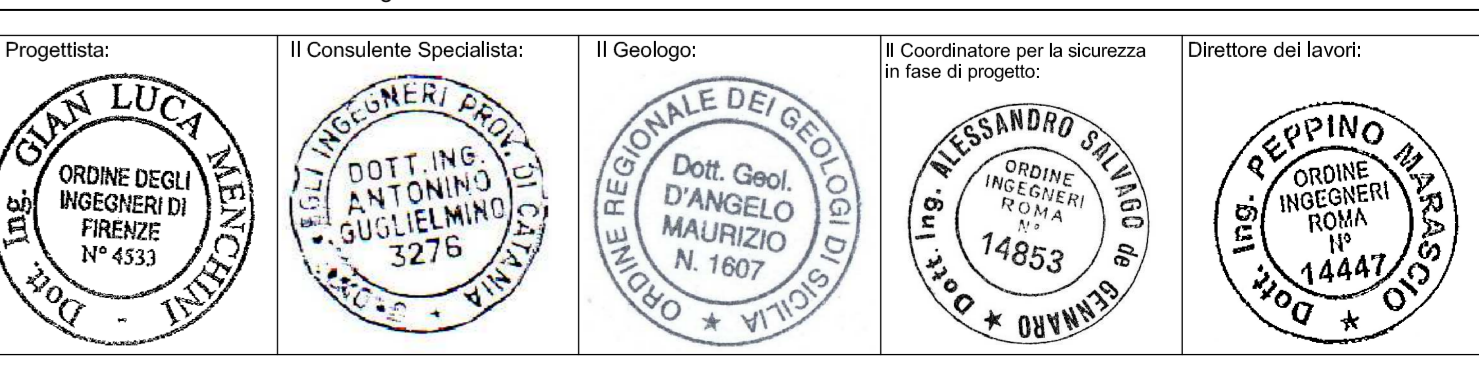 Progettista:
Dott. Ing. GIAN LUCA MENCHINI -
ORDINE DEGLI
INGEGNERI DI
FIRENZE
N° 4533
Il Consulente Specialista:
INGEGNERI PROV. DI CATANIA
DOTT. ING.
ANTONINO
GUGLIELMINO
3276
Il Geologo:
ORDINE REGIONALE DEI GEOLOGI DI SICILIA
Dott. Geol.
D'ANGELO
MAURIZIO
N. 1607
Il Coordinatore per la sicurezza
in fase di progetto:
Dott. Ing. ALESSANDRO SALVAGO de GENNARO
ORDINE
INGEGNERI
ROMA
N°
14853
Direttore dei lavori:
Dott. Ing. PEPPINO MARASCIO
ORDINE
INGEGNERI
ROMA
N°
14447